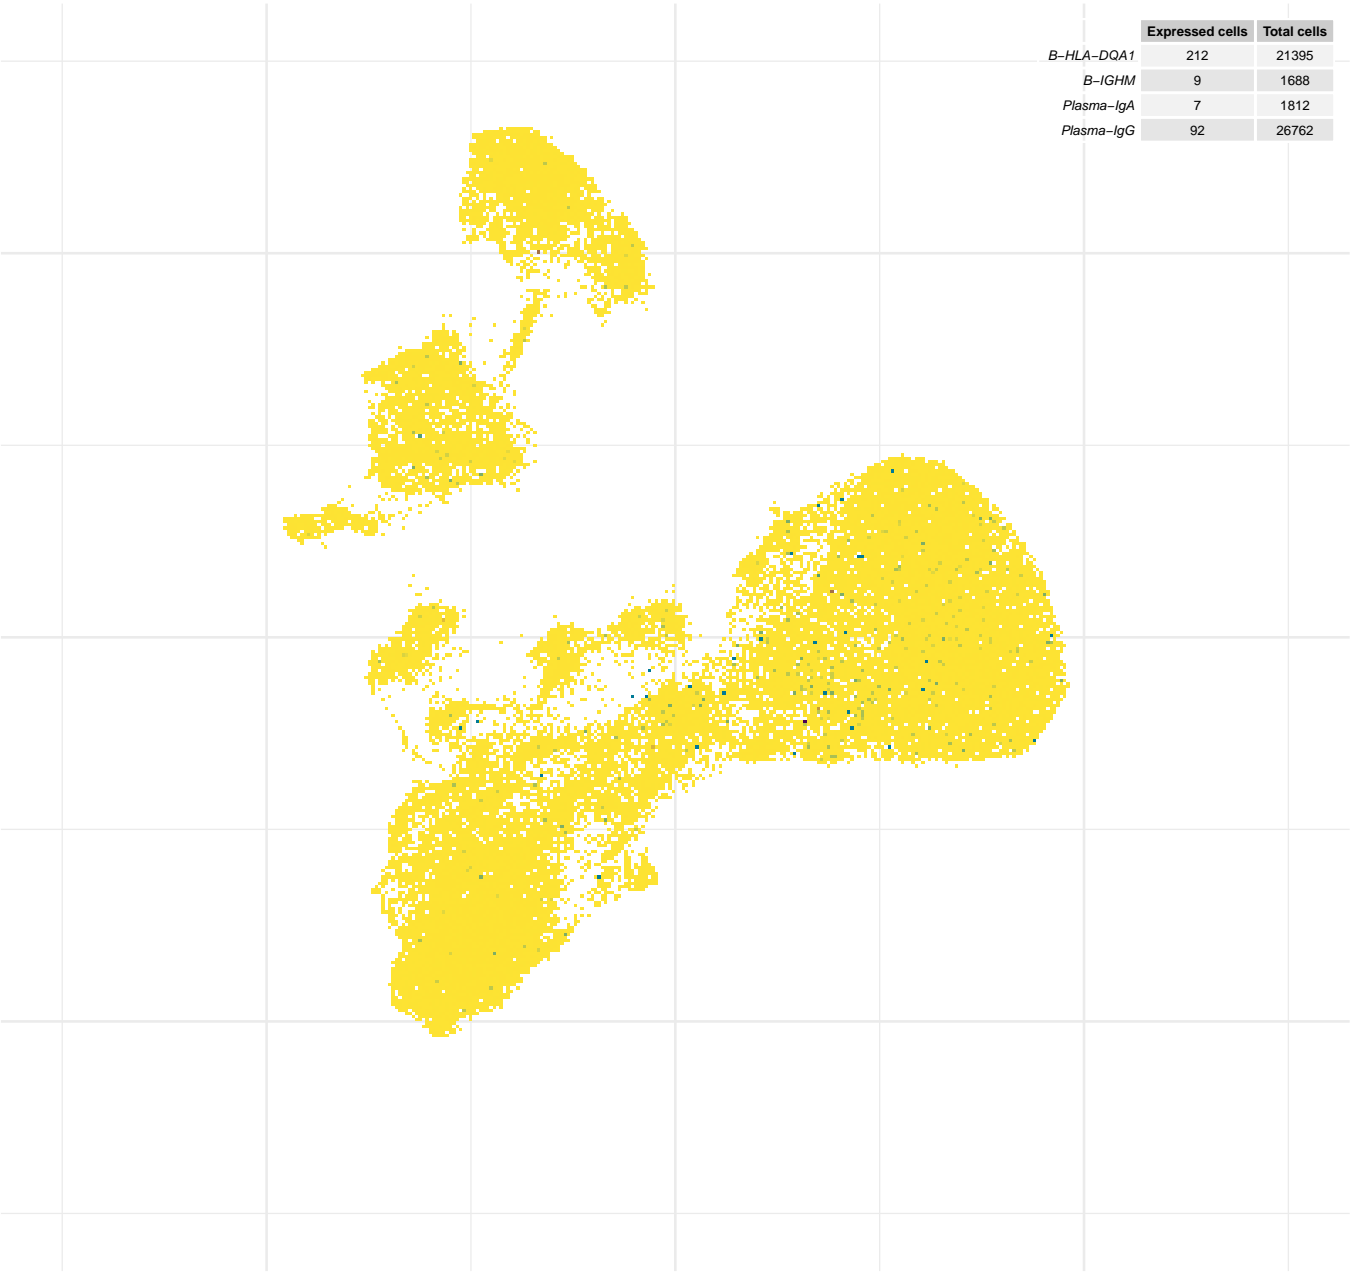 Expressed cells Total cells
B−HLA−DQA1 212 21395
B−IGHM 9 1688
Plasma−IgA 7 1812
Plasma−IgG 92 26762